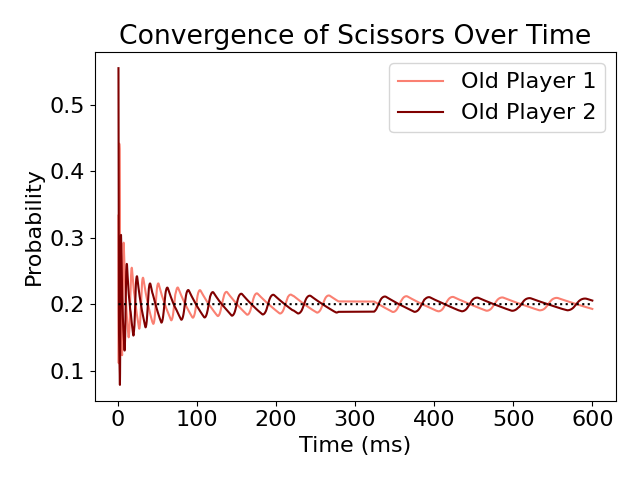 Convergence of Scissors Over Time
Old Player 1
Old Player 2
Probability
0.5
0.4
0.3
0.2
0.1
0 100 200 300 400 500 600
Time (ms)